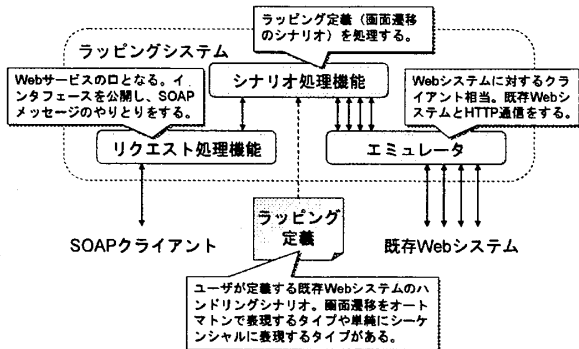 ラッピング定義（画面遷移
のシナリオ）を処理する。
ラッピングシステム
Webサービスの口となる。イ
ンタフェースを公開し、SOAP
メッセージのやりとりをする。
シナリオ処理機能
Webシステムに対するクラ
イアント相当。既存Webシ
ステムとHTTP通信をする。
リクエスト処理機能
エミュレータ
ラッピング
定義
SOAPクライアント
既存Webシステム
ユーザが定義する既存Webシステムのハ
ンドリングシナリオ。画面遷移をオート
マトンで表現するタイプや単純にシーケ
ンシャルに表現するタイプがある。